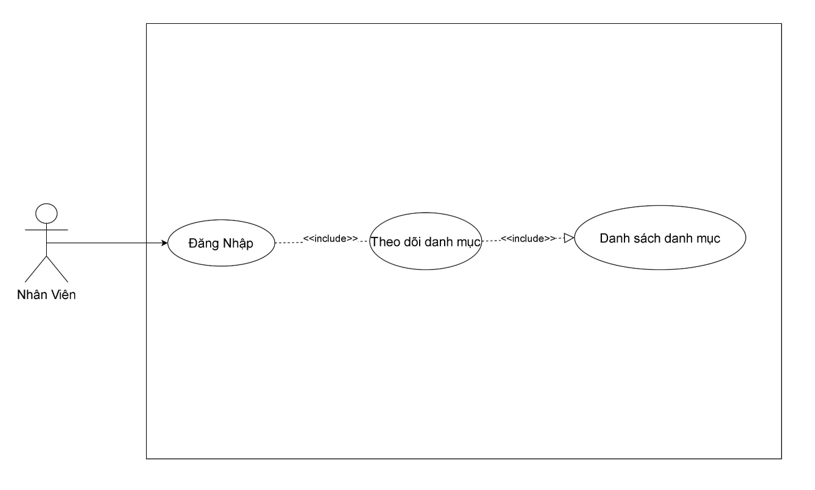 Đăng Nhập
<<include>>
Theo dõi danh mục
<<include>>
Danh sách danh mục
Nhân Viên